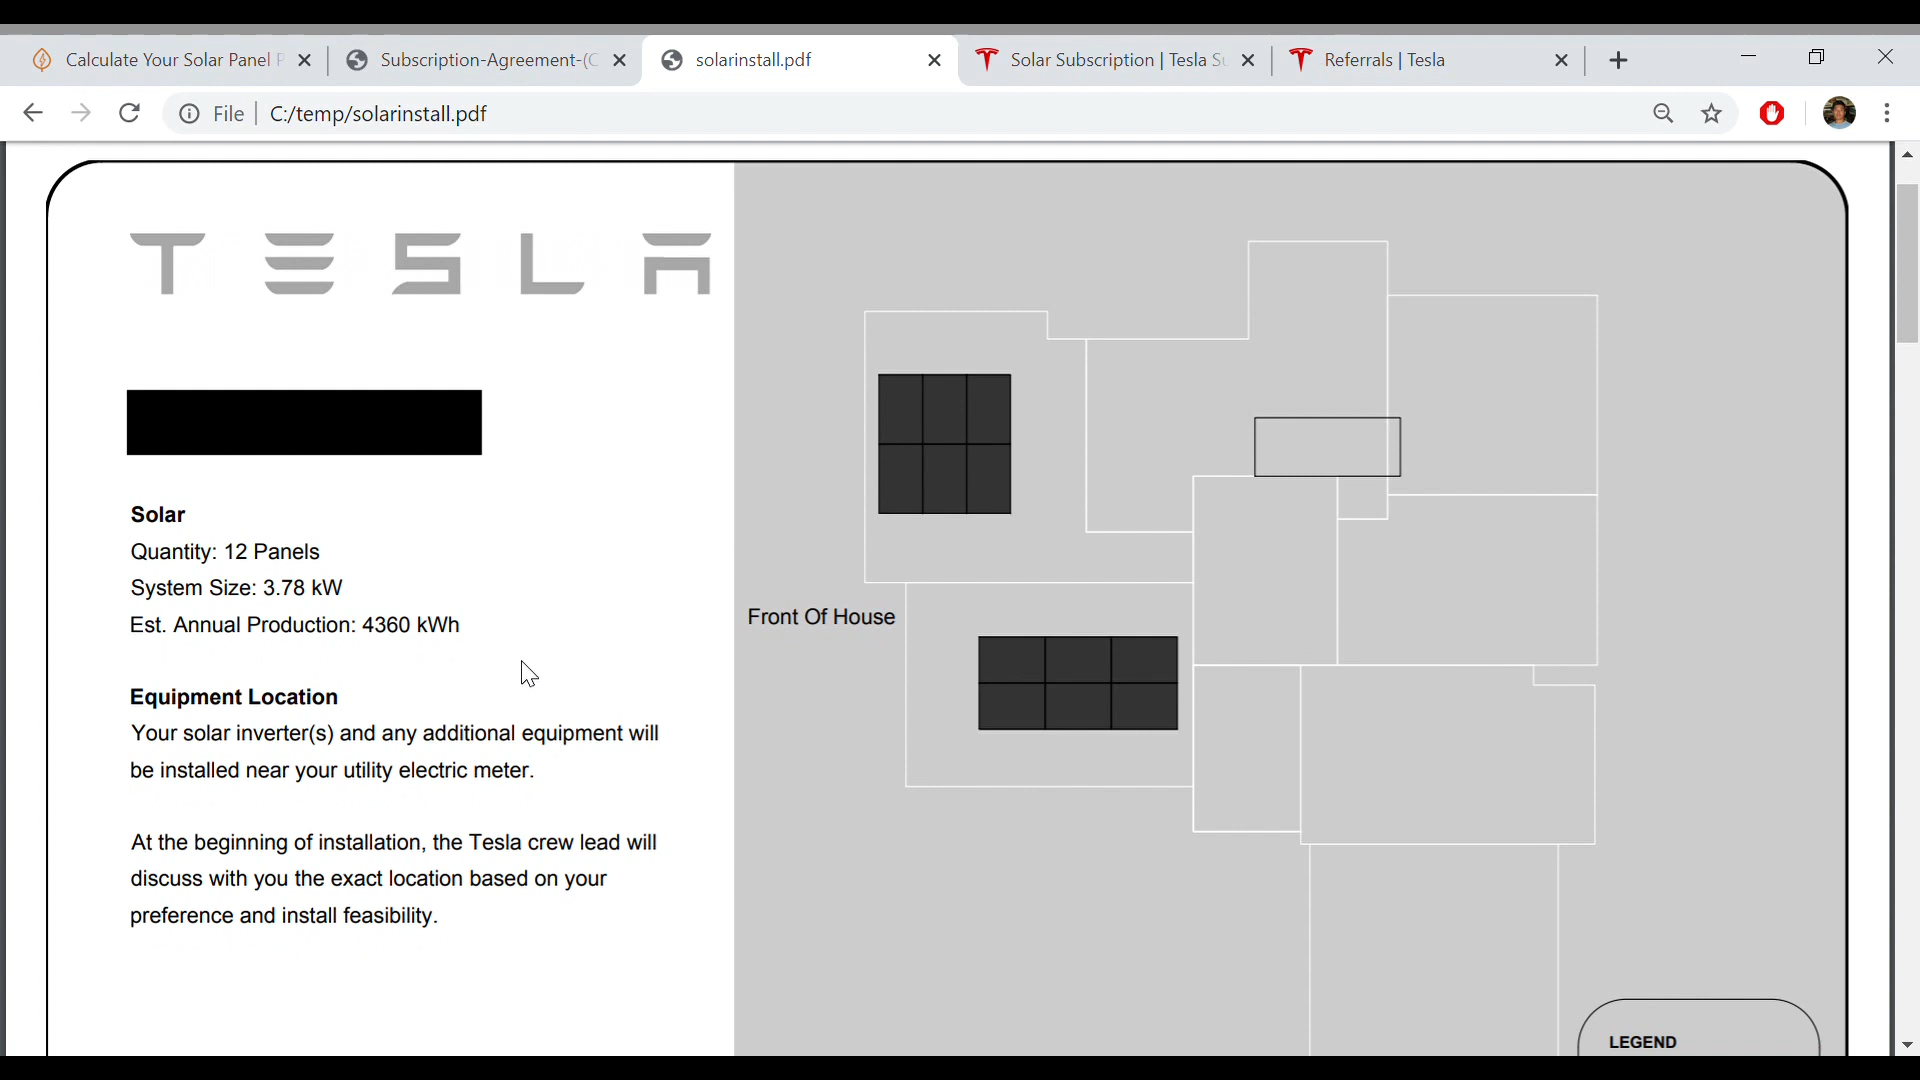 Calculate Your Solar Panel P
Subscription-Agreement-(C
solarinstall.pdf
Solar Subscription | Tesla Su
Referrals | Tesla
File
C:/temp/solarinstall.pdf
TESLA
Solar
Quantity: 12 Panels
System Size: 3.78 kW
Est. Annual Production: 4360 kWh
Equipment Location
Your solar inverter(s) and any additional equipment will
be installed near your utility electric meter.
At the beginning of installation, the Tesla crew lead will
discuss with you the exact location based on your
preference and install feasibility.
Front Of House
LEGEND